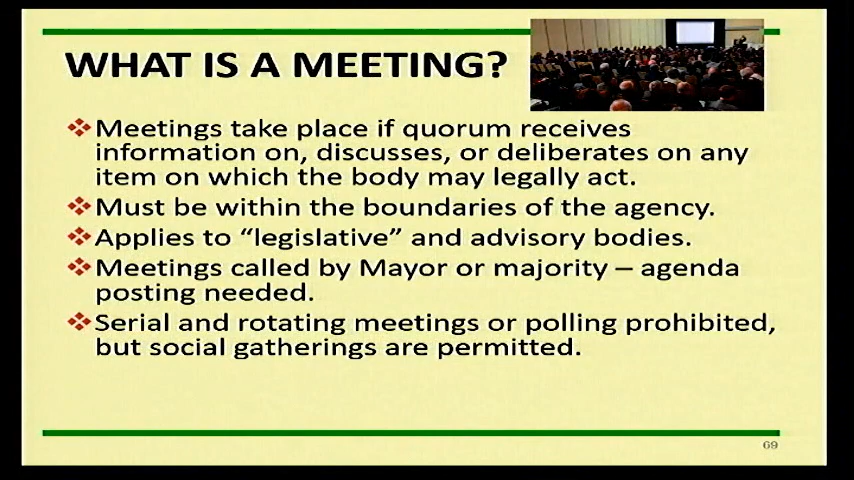 WHAT IS A MEETING?
Meetings take place if quorum receives
information on, discusses, or deliberates on any
item on which the body may legally act.
Must be within the boundaries of the agency.
Applies to “legislative” and advisory bodies.
Meetings called by Mayor or majority – agenda
posting needed.
Serial and rotating meetings or polling prohibited,
but social gatherings are permitted.
69